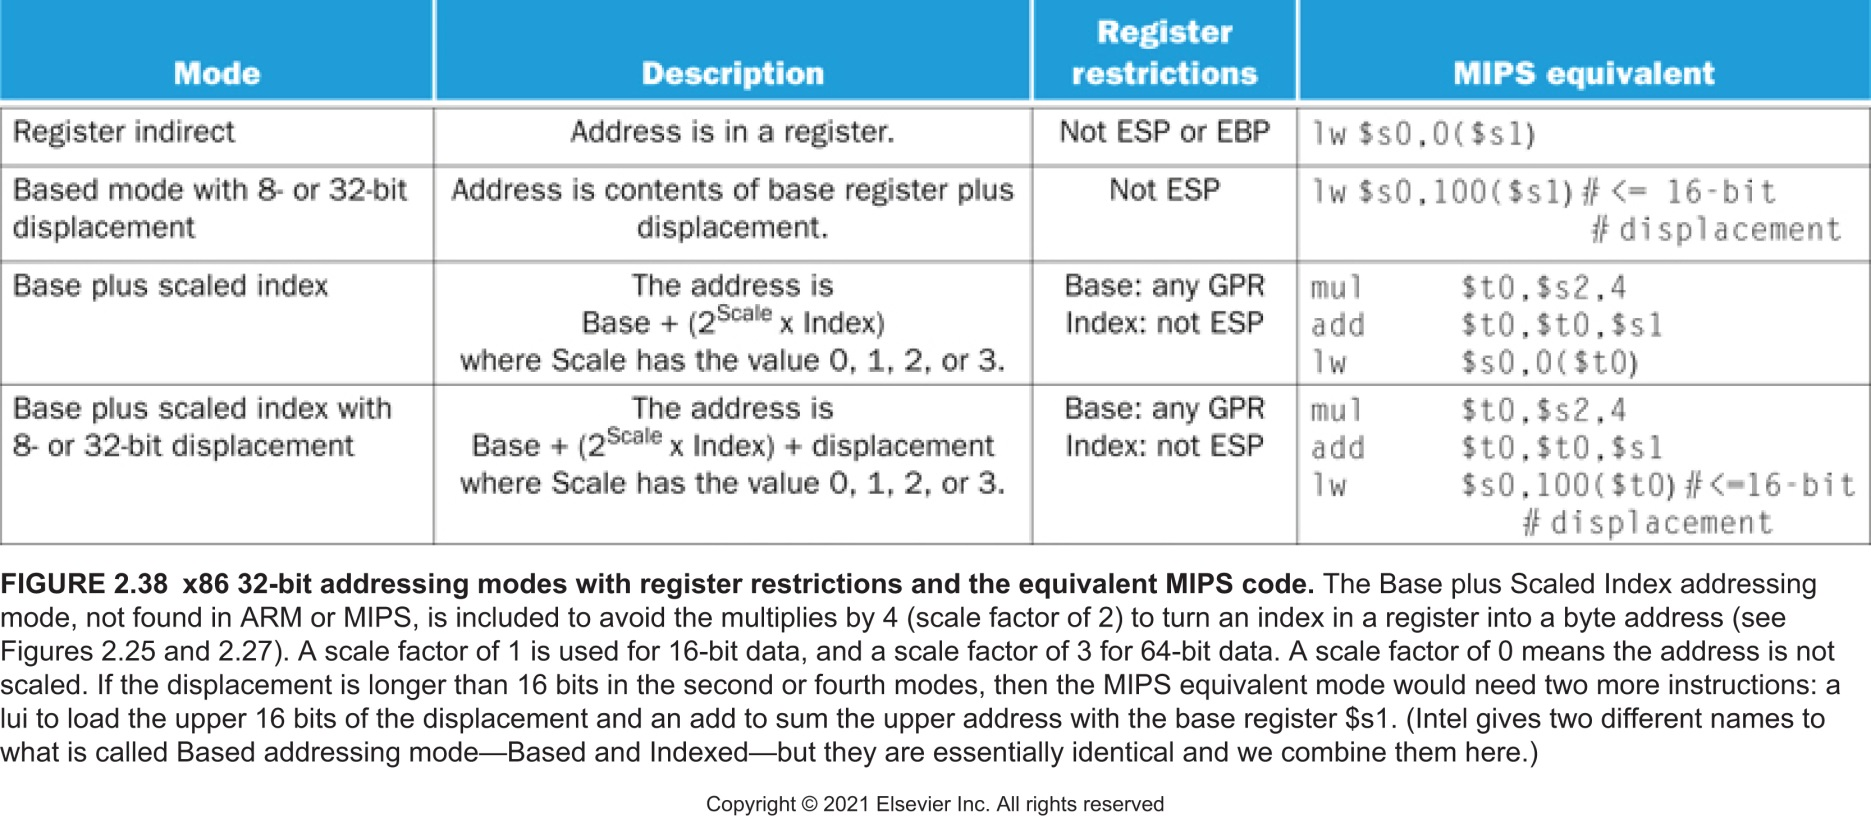 Mode Description Register restrictions MIPS equivalent
Register indirect Address is in a register. Not ESP or EBP lw $s0,0($s1)
Based mode with 8- or 32-bit Address is contents of base register plus Not ESP lw $s0,100($s1) # <= 16-bit
displacement displacement. # displacement
Base plus scaled index The address is Base: any GPR mul $t0,$s2,4
Base + (2^Scale x Index) Index: not ESP add $t0,$t0,$s1
where Scale has the value 0, 1, 2, or 3. lw $s0,0($t0)
Base plus scaled index with The address is Base: any GPR mul $t0,$s2,4
8- or 32-bit displacement Base + (2^Scale x Index) + displacement Index: not ESP add $t0,$t0,$s1
where Scale has the value 0, 1, 2, or 3. lw $s0,100($t0) #<=16-bit
# displacement
FIGURE 2.38 x86 32-bit addressing modes with register restrictions and the equivalent MIPS code. The Base plus Scaled Index addressing
mode, not found in ARM or MIPS, is included to avoid the multiplies by 4 (scale factor of 2) to turn an index in a register into a byte address (see
Figures 2.25 and 2.27). A scale factor of 1 is used for 16-bit data, and a scale factor of 3 for 64-bit data. A scale factor of 0 means the address is not
scaled. If the displacement is longer than 16 bits in the second or fourth modes, then the MIPS equivalent mode would need two more instructions: a
lui to load the upper 16 bits of the displacement and an add to sum the upper address with the base register $s1. (Intel gives two different names to
what is called Based addressing mode—Based and Indexed—but they are essentially identical and we combine them here.)
Copyright © 2021 Elsevier Inc. All rights reserved